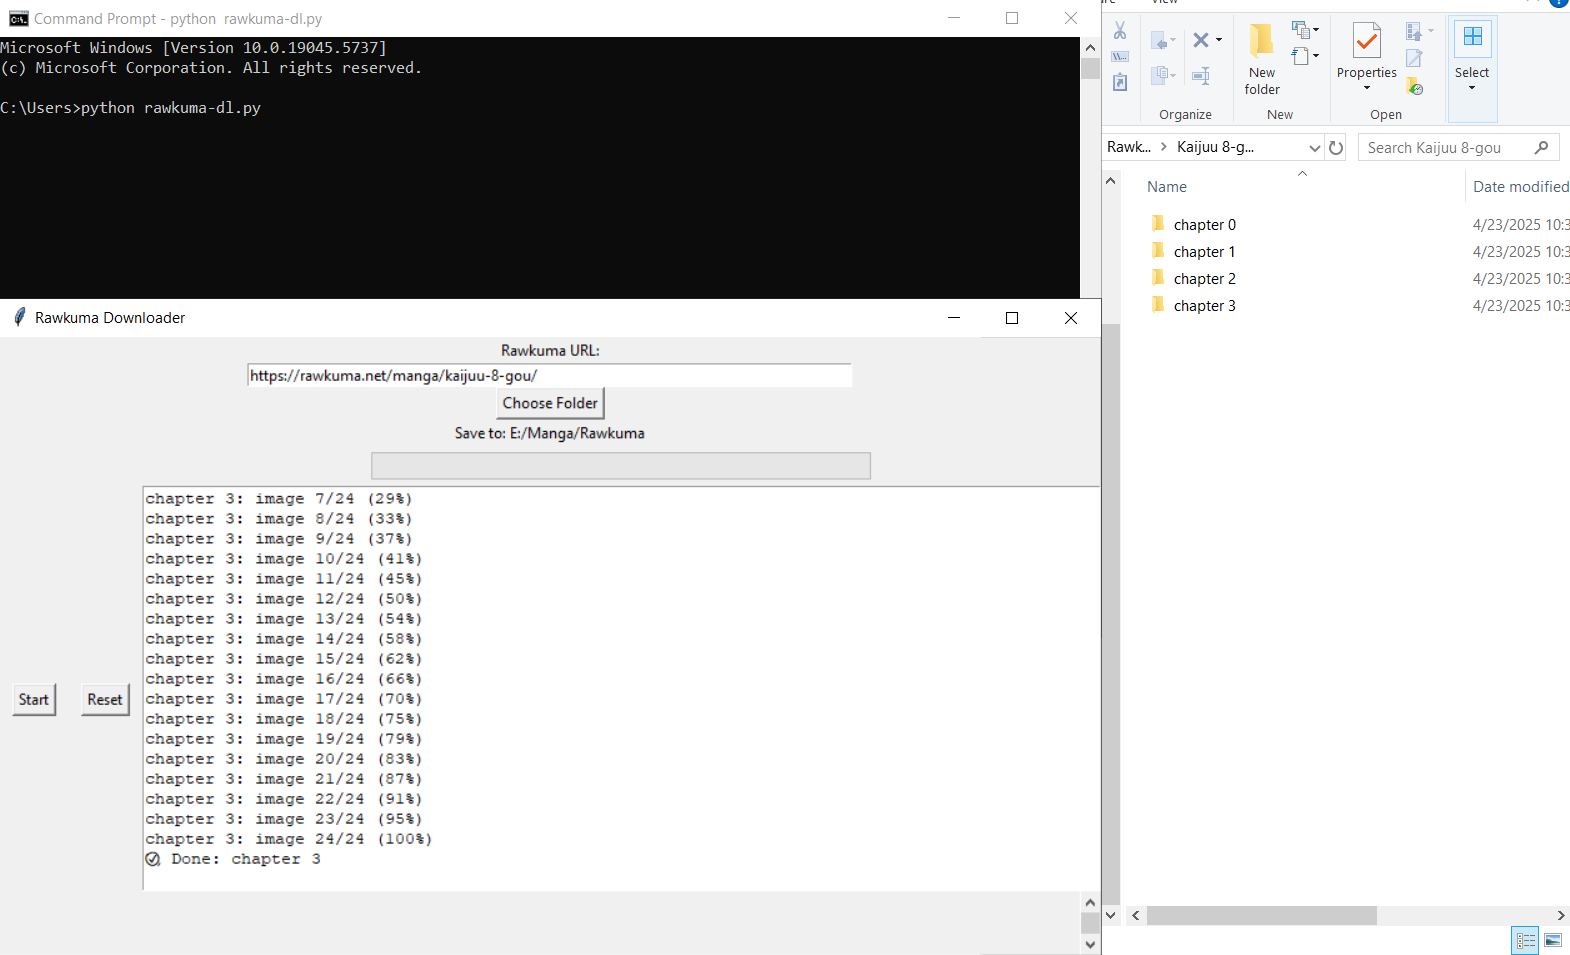 Command Prompt - python  rawkuma-dl.py
Microsoft Windows [Version 10.0.19045.5737]
(c) Microsoft Corporation. All rights reserved.
C:\Users>python rawkuma-dl.py
View
New folder
Properties
Select
Organize
New
Open
Rawk... > Kaijuu 8-g...
Search Kaijuu 8-gou
Name
Date modified
chapter 0
4/23/2025 10:3
chapter 1
4/23/2025 10:3
chapter 2
4/23/2025 10:3
chapter 3
4/23/2025 10:3
Rawkuma Downloader
Rawkuma URL:
https://rawkuma.net/manga/kaijuu-8-gou/
Choose Folder
Save to: E:/Manga/Rawkuma
chapter 3: image 7/24 (29%)
chapter 3: image 8/24 (33%)
chapter 3: image 9/24 (37%)
chapter 3: image 10/24 (41%)
chapter 3: image 11/24 (45%)
chapter 3: image 12/24 (50%)
chapter 3: image 13/24 (54%)
chapter 3: image 14/24 (58%)
chapter 3: image 15/24 (62%)
chapter 3: image 16/24 (66%)
chapter 3: image 17/24 (70%)
chapter 3: image 18/24 (75%)
chapter 3: image 19/24 (79%)
chapter 3: image 20/24 (83%)
chapter 3: image 21/24 (87%)
chapter 3: image 22/24 (91%)
chapter 3: image 23/24 (95%)
chapter 3: image 24/24 (100%)
Done: chapter 3
Start
Reset